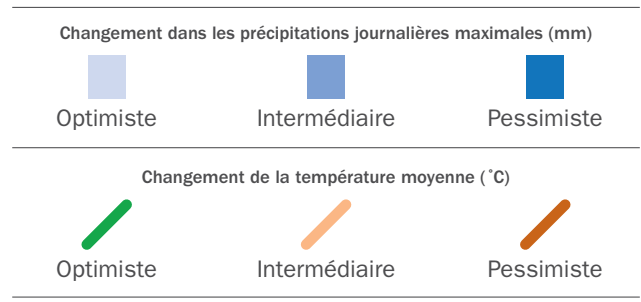 Changement dans les précipitations journalières maximales (mm)
Optimiste Intermédiaire Pessimiste
Changement de la température moyenne (˚C)
Optimiste Intermédiaire Pessimiste